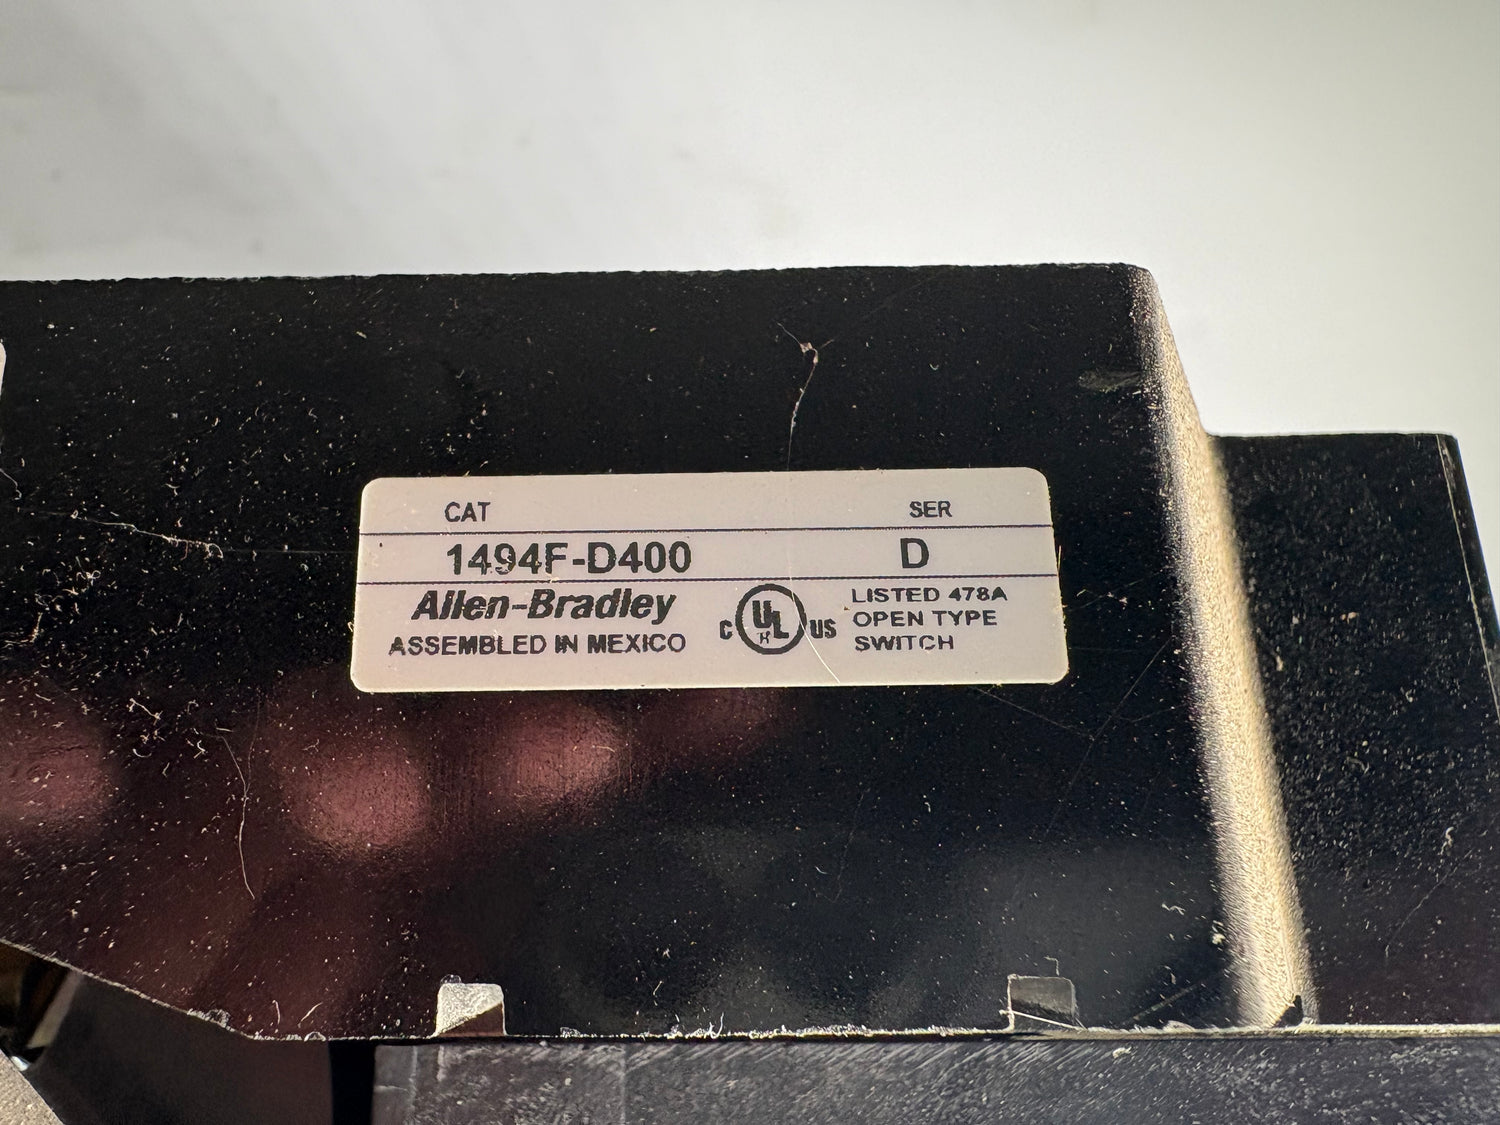 CAT SER
1494F-D400 D
Allen-Bradley
ASSEMBLED IN MEXICO
C UL US
LISTED 478A
OPEN TYPE
SWITCH